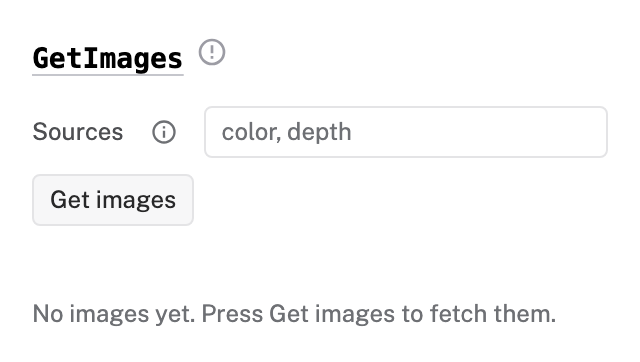 GetImages
Sources
color, depth
Get images
No images yet. Press Get images to fetch them.